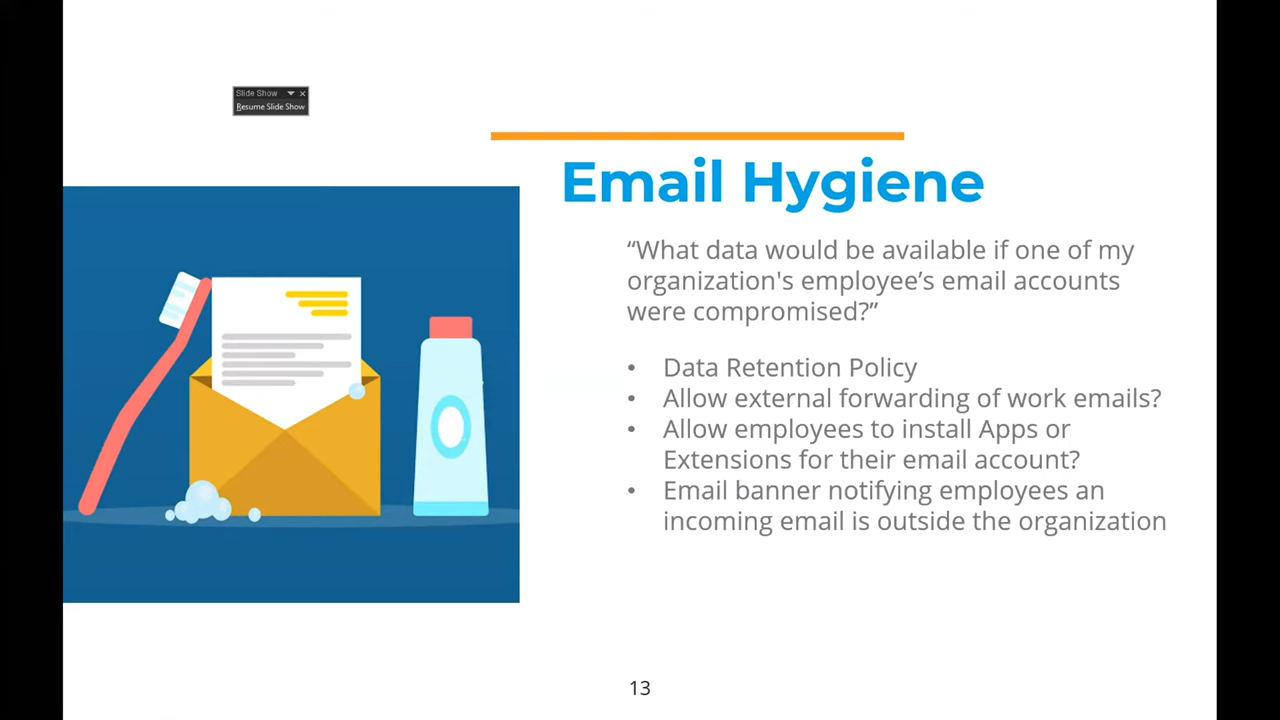 Slide Show
Resume Slide Show
Email Hygiene
“What data would be available if one of my
organization's employee’s email accounts
were compromised?”
• Data Retention Policy
• Allow external forwarding of work emails?
• Allow employees to install Apps or
Extensions for their email account?
• Email banner notifying employees an
incoming email is outside the organization
13